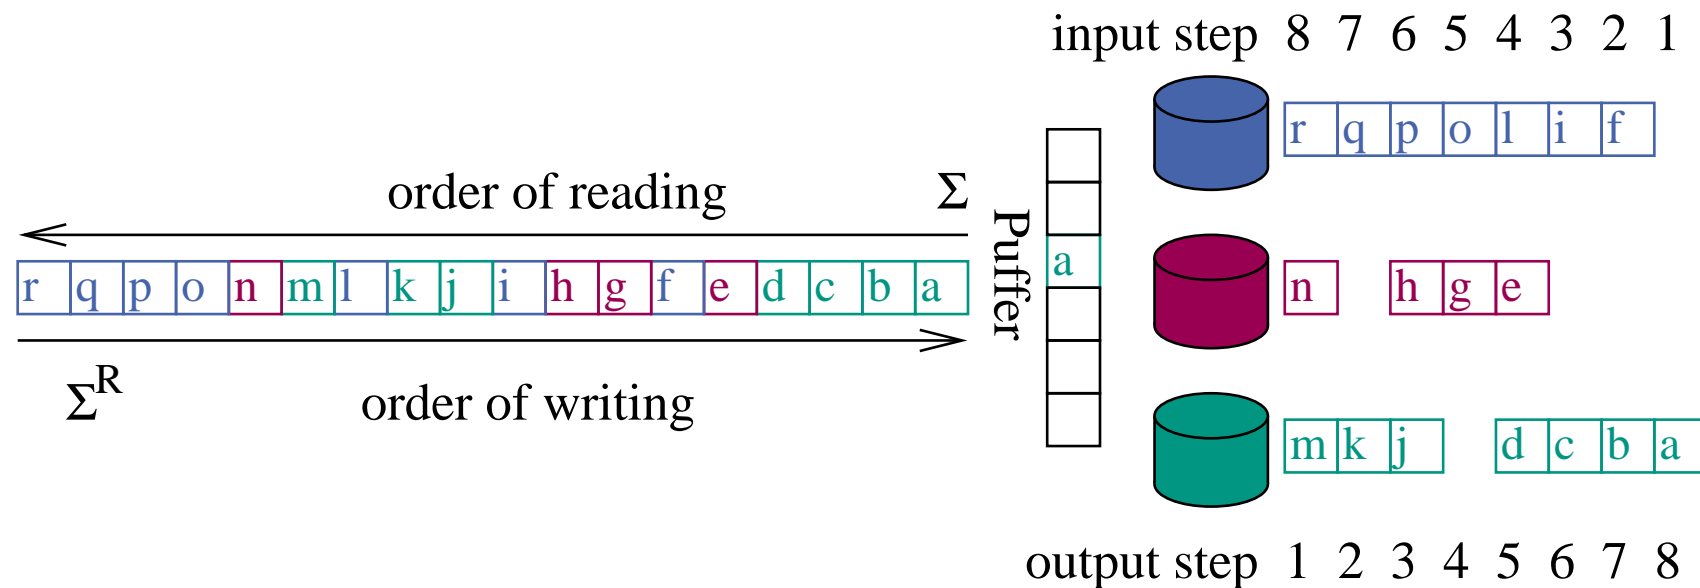 input step 8 7 6 5 4 3 2 1
r q p o l i f
order of reading Σ
Puffer
a
r q p o n m l k j i h g f e d c b a
n h g e
Σ^R order of writing
m k j d c b a
output step 1 2 3 4 5 6 7 8